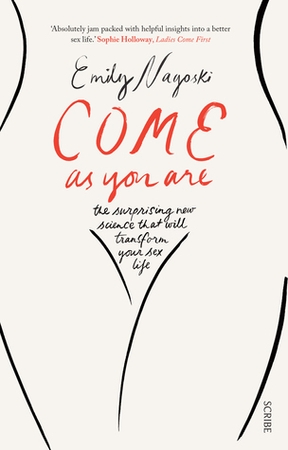 'Absolutely jam packed with helpful insights into a better
sex life.' Sophie Holloway, Ladies Come First
Emily Nagoski
COME
as you are
the surprising new
science that will
transform
your sex
life
SCRIBE